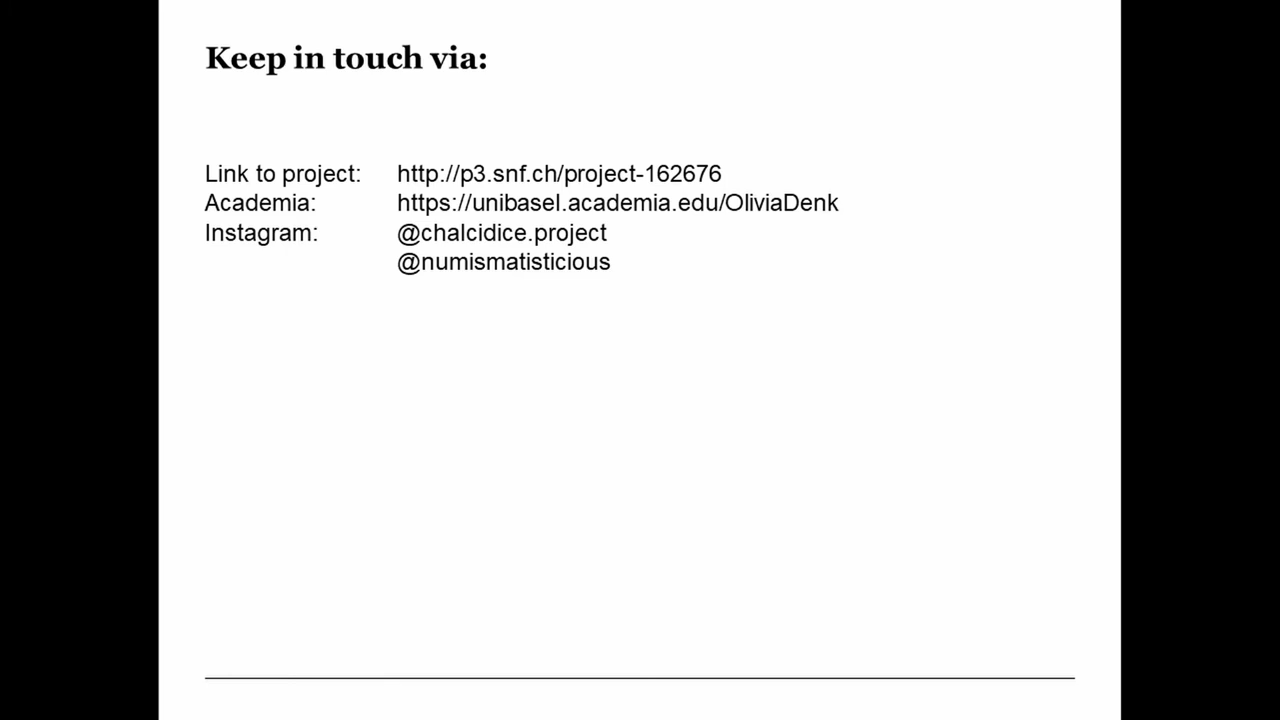 Keep in touch via:
Link to project: http://p3.snf.ch/project-162676
Academia: https://unibasel.academia.edu/OliviaDenk
Instagram: @chalcidice.project
@numismatisticious